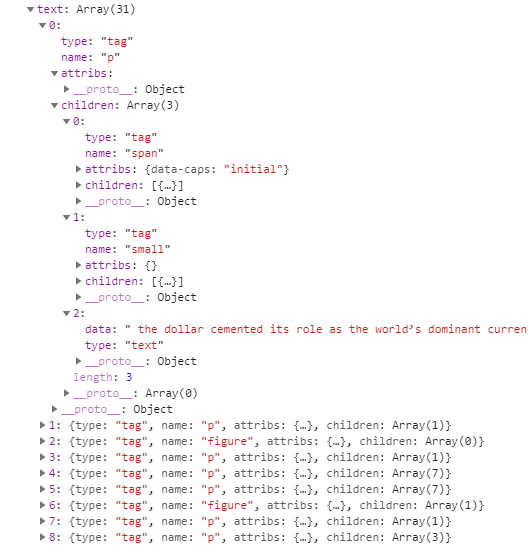 text: Array(31)
0:
type: "tag"
name: "p"
attribs:
__proto__: Object
children: Array(3)
0:
type: "tag"
name: "span"
attribs: {data-caps: "initial"}
children: [{…}]
__proto__: Object
1:
type: "tag"
name: "small"
attribs: {}
children: [{…}]
__proto__: Object
2:
data: " the dollar cemented its role as the world’s dominant curren
type: "text"
__proto__: Object
length: 3
__proto__: Array(0)
__proto__: Object
1: {type: "tag", name: "p", attribs: {…}, children: Array(1)}
2: {type: "tag", name: "figure", attribs: {…}, children: Array(0)}
3: {type: "tag", name: "p", attribs: {…}, children: Array(1)}
4: {type: "tag", name: "p", attribs: {…}, children: Array(7)}
5: {type: "tag", name: "p", attribs: {…}, children: Array(7)}
6: {type: "tag", name: "figure", attribs: {…}, children: Array(1)}
7: {type: "tag", name: "p", attribs: {…}, children: Array(1)}
8: {type: "tag", name: "p", attribs: {…}, children: Array(3)}